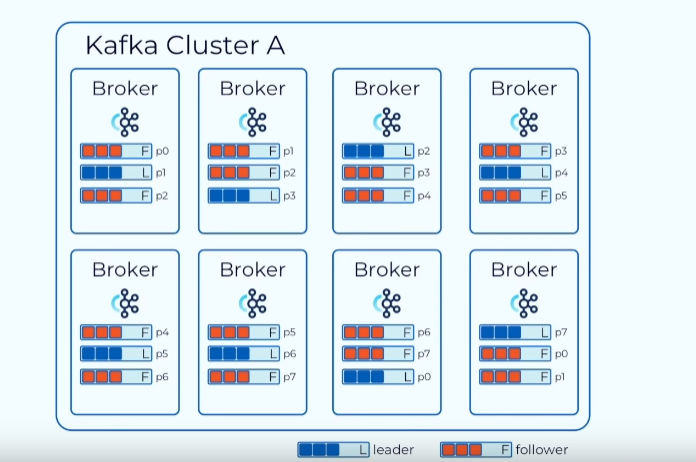 Kafka Cluster A
Broker Broker Broker Broker
F p0 F p1 L p2 F p3
L p1 F p2 F p3 L p4
F p2 L p3 F p4 F p5
Broker Broker Broker Broker
F p4 F p5 F p6 L p7
L p5 L p6 F p7 F p0
F p6 F p7 L p0 F p1
L leader F follower